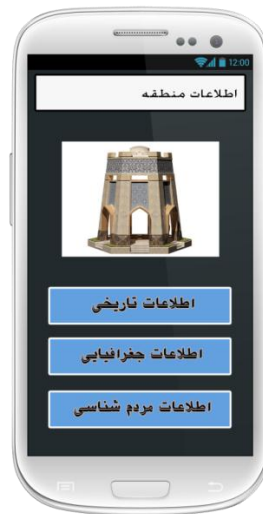 12:00
اطلاعات منطقه
اطلاعات تاریخی
اطلاعات جغرافیایی
اطلاعات مردم شناسی